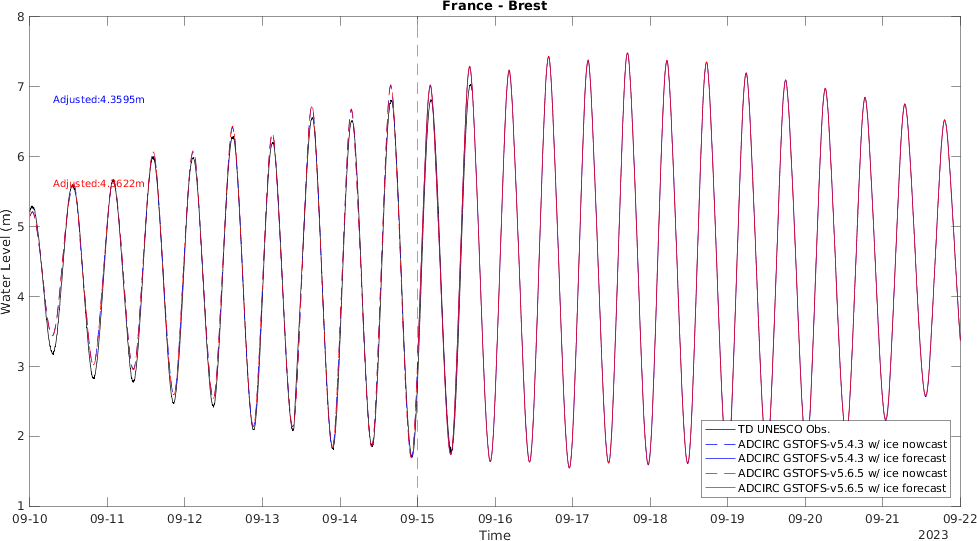 France - Brest
8
7
6
5
4
3
2
1
Water Level (m)
Adjusted:4.3595m
Adjusted:4.3622m
TD UNESCO Obs.
ADCIRC GSTOFS-v5.4.3 w/ ice nowcast
ADCIRC GSTOFS-v5.4.3 w/ ice forecast
ADCIRC GSTOFS-v5.6.5 w/ ice nowcast
ADCIRC GSTOFS-v5.6.5 w/ ice forecast
09-10 09-11 09-12 09-13 09-14 09-15 09-16 09-17 09-18 09-19 09-20 09-21 09-22
Time
2023